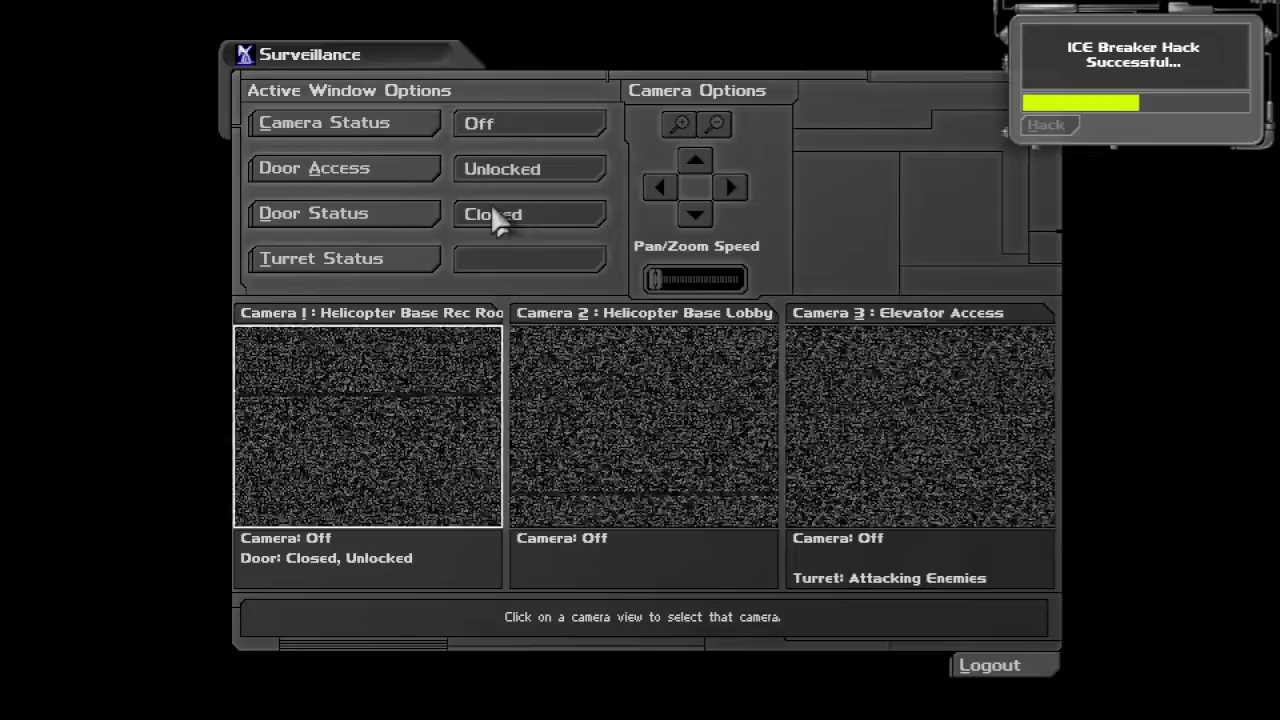 Surveillance
ICE Breaker Hack
Successful...
Hack
Active Window Options
Camera Options
Camera Status
Off
Door Access
Unlocked
Door Status
Closed
Turret Status
Pan/Zoom Speed
Camera 1 : Helicopter Base Rec Roo
Camera 2 : Helicopter Base Lobby
Camera 3 : Elevator Access
Camera: Off
Door: Closed, Unlocked
Camera: Off
Camera: Off
Turret: Attacking Enemies
Click on a camera view to select that camera.
Logout